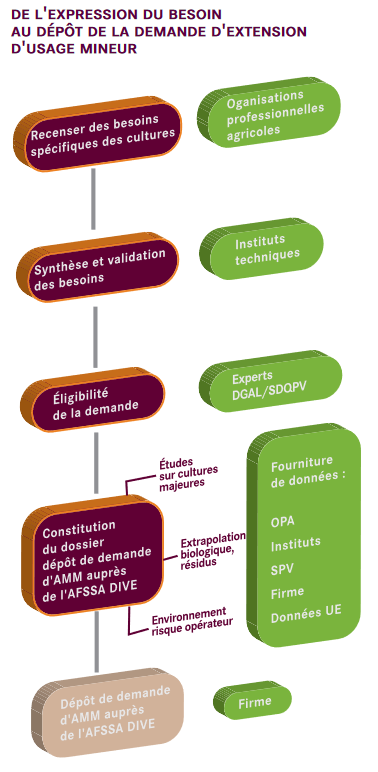 DE L'EXPRESSION DU BESOIN
AU DÉPÔT DE LA DEMANDE D'EXTENSION
D'USAGE MINEUR
Recenser des besoins
spécifiques des cultures
Oganisations
professionnelles
agricoles
Synthèse et validation
des besoins
Instituts
techniques
Éligibilité
de la demande
Experts
DGAL/SDQPV
Études
sur cultures
majeures
Constitution
du dossier
dépôt de demande
d'AMM auprès
de l'AFSSA DIVE
Extrapolation
biologique,
résidus
Environnement
risque opérateur
Fourniture
de données :
OPA
Instituts
SPV
Firme
Données UE
Dépôt de demande
d'AMM auprès
de l'AFSSA DIVE
Firme